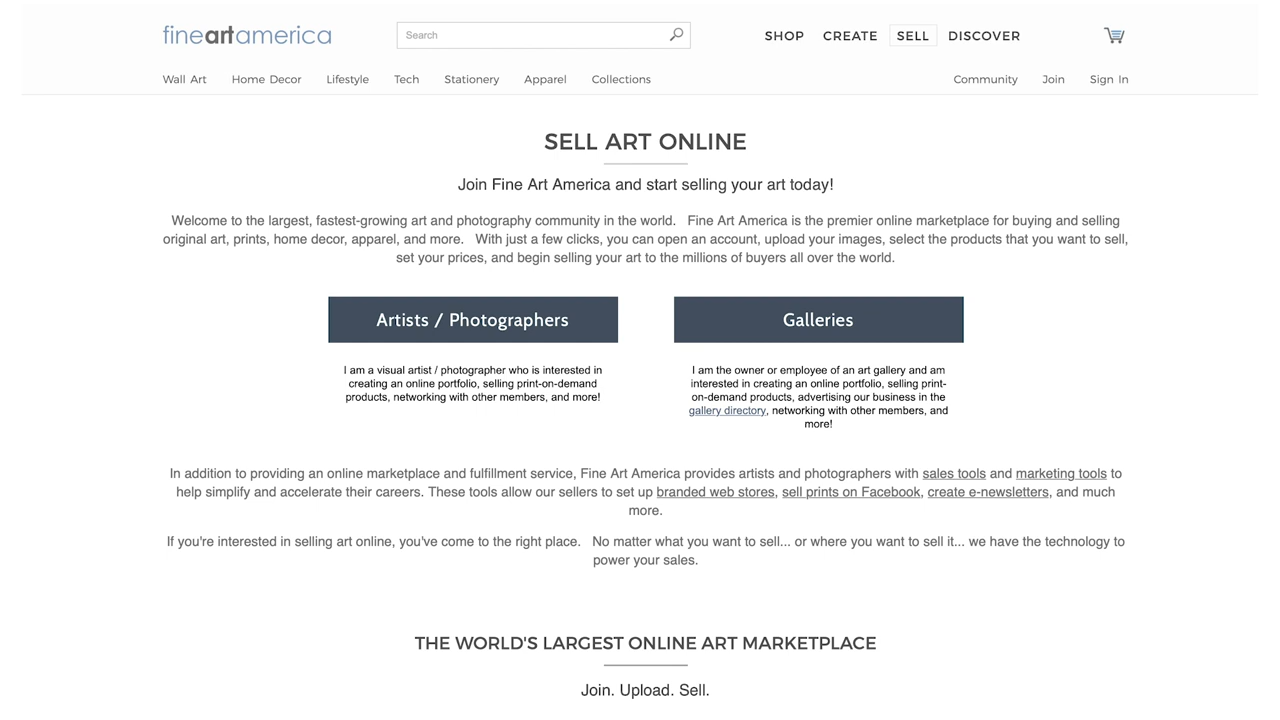 fineartamerica
Search
SHOP CREATE SELL DISCOVER
Wall Art Home Decor Lifestyle Tech Stationery Apparel Collections Community Join Sign In
SELL ART ONLINE
Join Fine Art America and start selling your art today!
Welcome to the largest, fastest-growing art and photography community in the world. Fine Art America is the premier online marketplace for buying and selling
original art, prints, home decor, apparel, and more. With just a few clicks, you can open an account, upload your images, select the products that you want to sell,
set your prices, and begin selling your art to the millions of buyers all over the world.
Artists / Photographers
I am a visual artist / photographer who is interested in
creating an online portfolio, selling print-on-demand
products, networking with other members, and more!
Galleries
I am the owner or employee of an art gallery and am
interested in creating an online portfolio, selling print-
on-demand products, advertising our business in the
gallery directory, networking with other members, and
more!
In addition to providing an online marketplace and fulfillment service, Fine Art America provides artists and photographers with sales tools and marketing tools to
help simplify and accelerate their careers. These tools allow our sellers to set up branded web stores, sell prints on Facebook, create e-newsletters, and much
more.
If you're interested in selling art online, you've come to the right place. No matter what you want to sell... or where you want to sell it... we have the technology to
power your sales.
THE WORLD'S LARGEST ONLINE ART MARKETPLACE
Join. Upload. Sell.